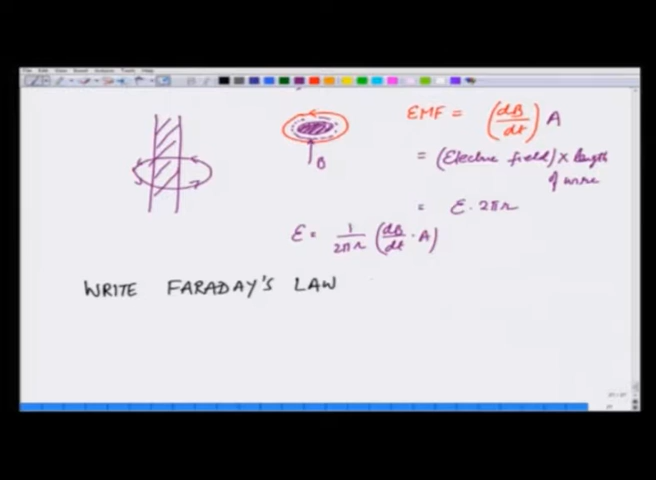 EMF = (dB/dt) A
= (Electric field) × length of wire
B
= E . 2πr
E = 1/2πr (dB/dt . A)
WRITE FARADAY'S LAW